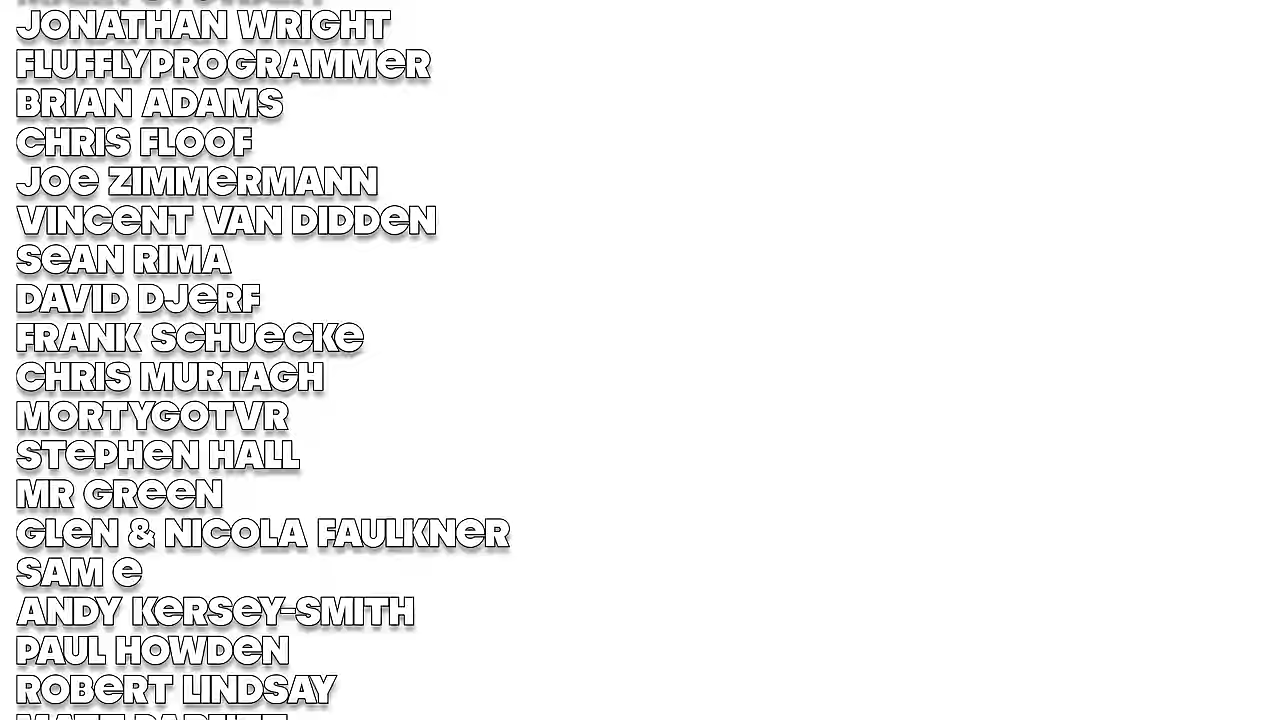 JONATHAN WRIGHT
FLUFFLYPROGRAMMeR
BRIAN ADAMS
CHRIS FLOOF
JOe ZIMMeRMANN
VINCeNT VAN DIDDeN
SeAN RIMA
DAVID DJeRF
FRANK SCHUeCKe
CHRIS MURTAGH
MORTYGOTVR
STePHeN HALL
MR GReeN
GLeN & NICOLA FAULKNeR
SAM e
ANDY KeRSeY-SMITH
PAUL HOWDeN
ROBeRT LINDSAY